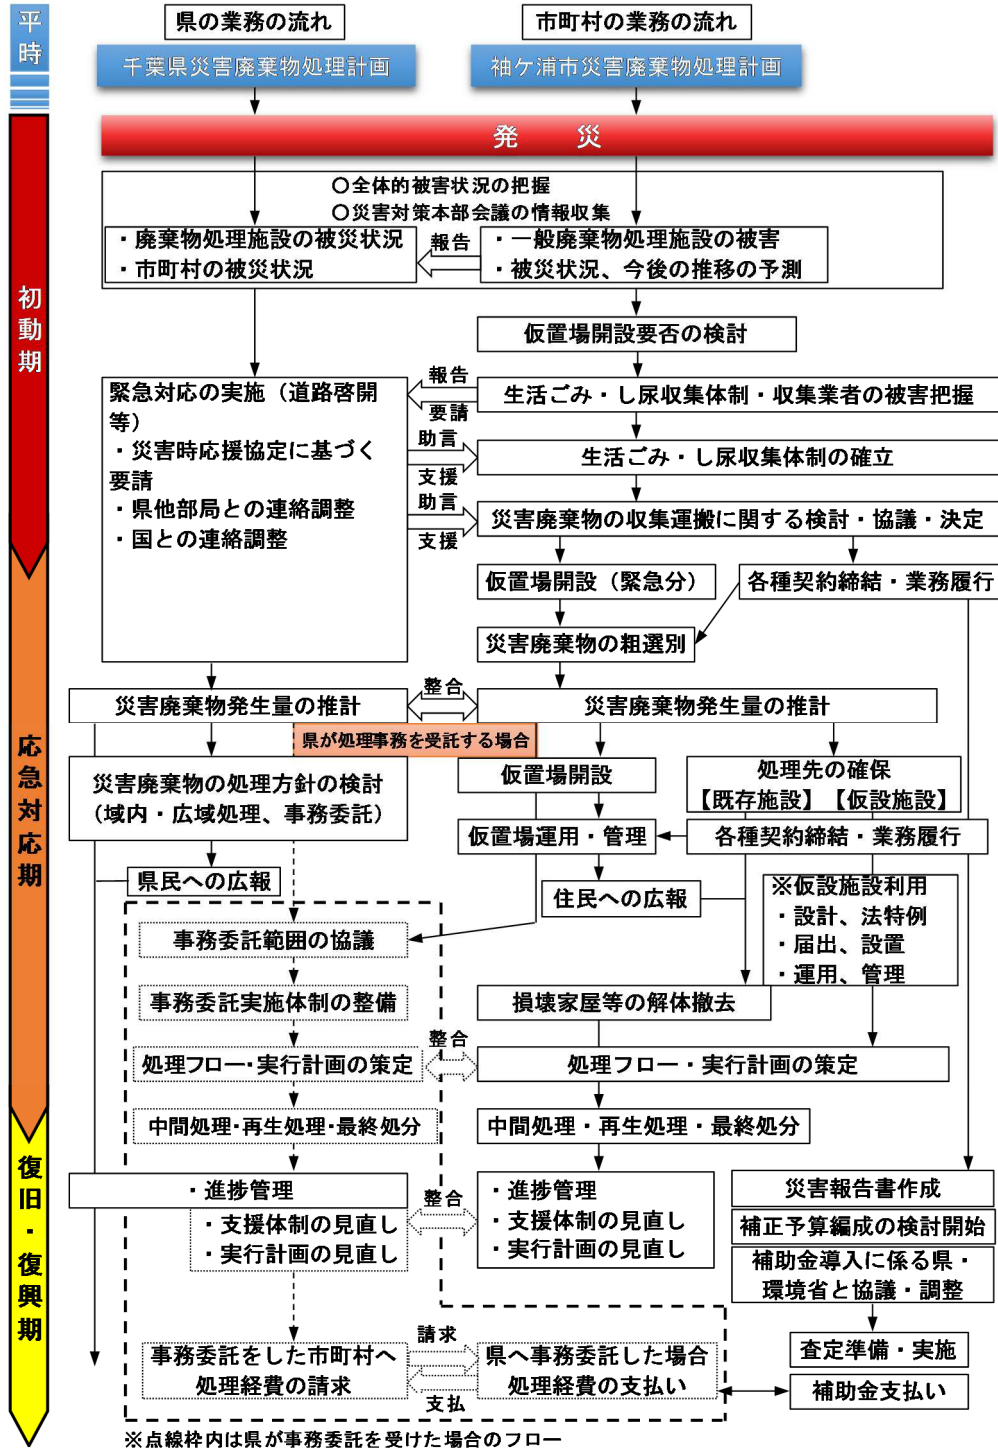 平時
県の業務の流れ
市町村の業務の流れ
千葉県災害廃棄物処理計画
袖ケ浦市災害廃棄物処理計画
発 災
初動期
〇全体的被害状況の把握
〇災害対策本部会議の情報収集
・廃棄物処理施設の被災状況
・市町村の被災状況
報告
・一般廃棄物処理施設の被害
・被災状況、今後の推移の予測
仮置場開設要否の検討
緊急対応の実施（道路啓開
等）
・災害時応援協定に基づく
要請
・県他部局との連絡調整
・国との連絡調整
報告
要請
生活ごみ・し尿収集体制・収集業者の被害把握
助言
支援
生活ごみ・し尿収集体制の確立
助言
支援
災害廃棄物の収集運搬に関する検討・協議・決定
仮置場開設（緊急分）
各種契約締結・業務履行
災害廃棄物の粗選別
応急対応期
災害廃棄物発生量の推計
整合
災害廃棄物発生量の推計
県が処理事務を受託する場合
災害廃棄物の処理方針の検討
（域内・広域処理、事務委託）
仮置場開設
処理先の確保
【既存施設】【仮設施設】
仮置場運用・管理
各種契約締結・業務履行
県民への広報
住民への広報
※仮設施設利用
・設計、法特例
・届出、設置
・運用、管理
事務委託範囲の協議
事務委託実施体制の整備
損壊家屋等の解体撤去
処理フロー・実行計画の策定
整合
処理フロー・実行計画の策定
中間処理・再生処理・最終処分
中間処理・再生処理・最終処分
復旧・復興期
・進捗管理
・支援体制の見直し
・実行計画の見直し
整合
・進捗管理
・支援体制の見直し
・実行計画の見直し
災害報告書作成
補正予算編成の検討開始
補助金導入に係る県・
環境省と協議・調整
査定準備・実施
補助金支払い
事務委託をした市町村へ
処理経費の請求
請求
支払
県へ事務委託した場合
処理経費の支払い
※点線枠内は県が事務委託を受けた場合のフロー